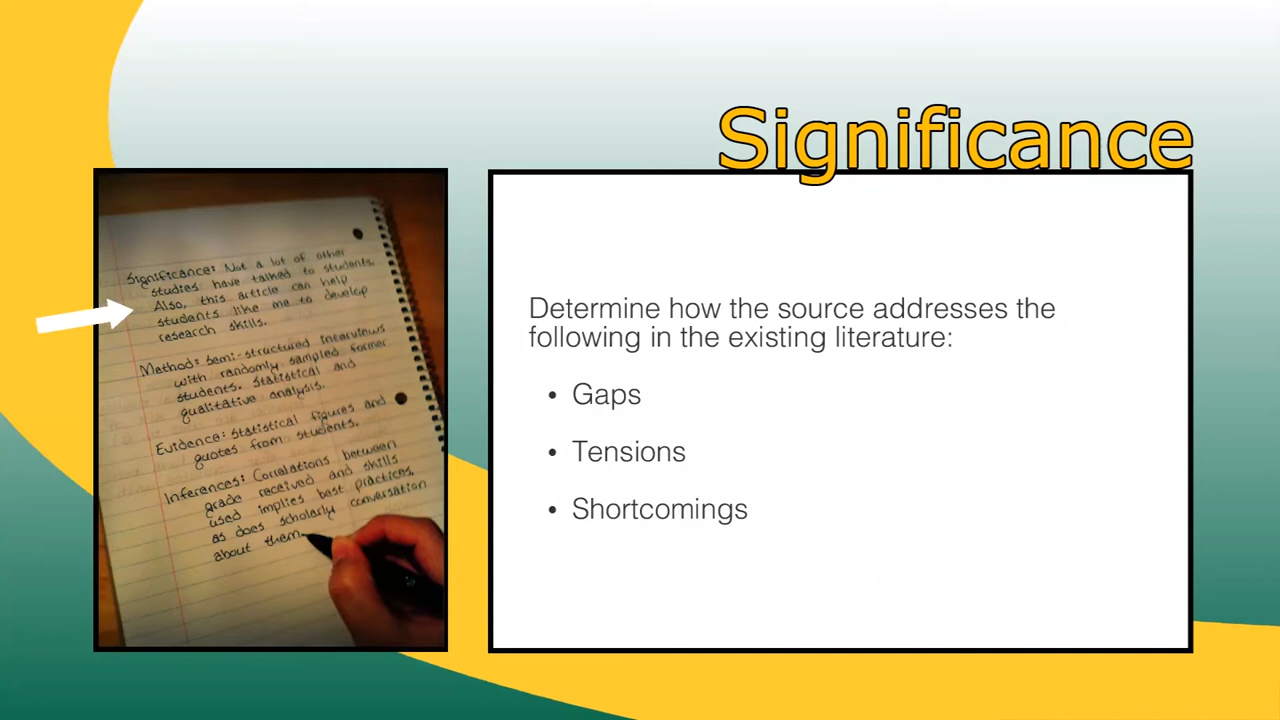 Significance
Significance: Not a lot of other
studies have talked to students.
Also, this article can help
students like me to develop
research skills.
Method: Semi-structured interviews
with randomly sampled former
students. Statistical and
qualitative analysis.
Evidence: Statistical figures and
quotes from students.
Inferences: Correlations between
grade received and skills
used implies best practices,
as does scholarly conversation
about them.
Determine how the source addresses the
following in the existing literature:
• Gaps
• Tensions
• Shortcomings